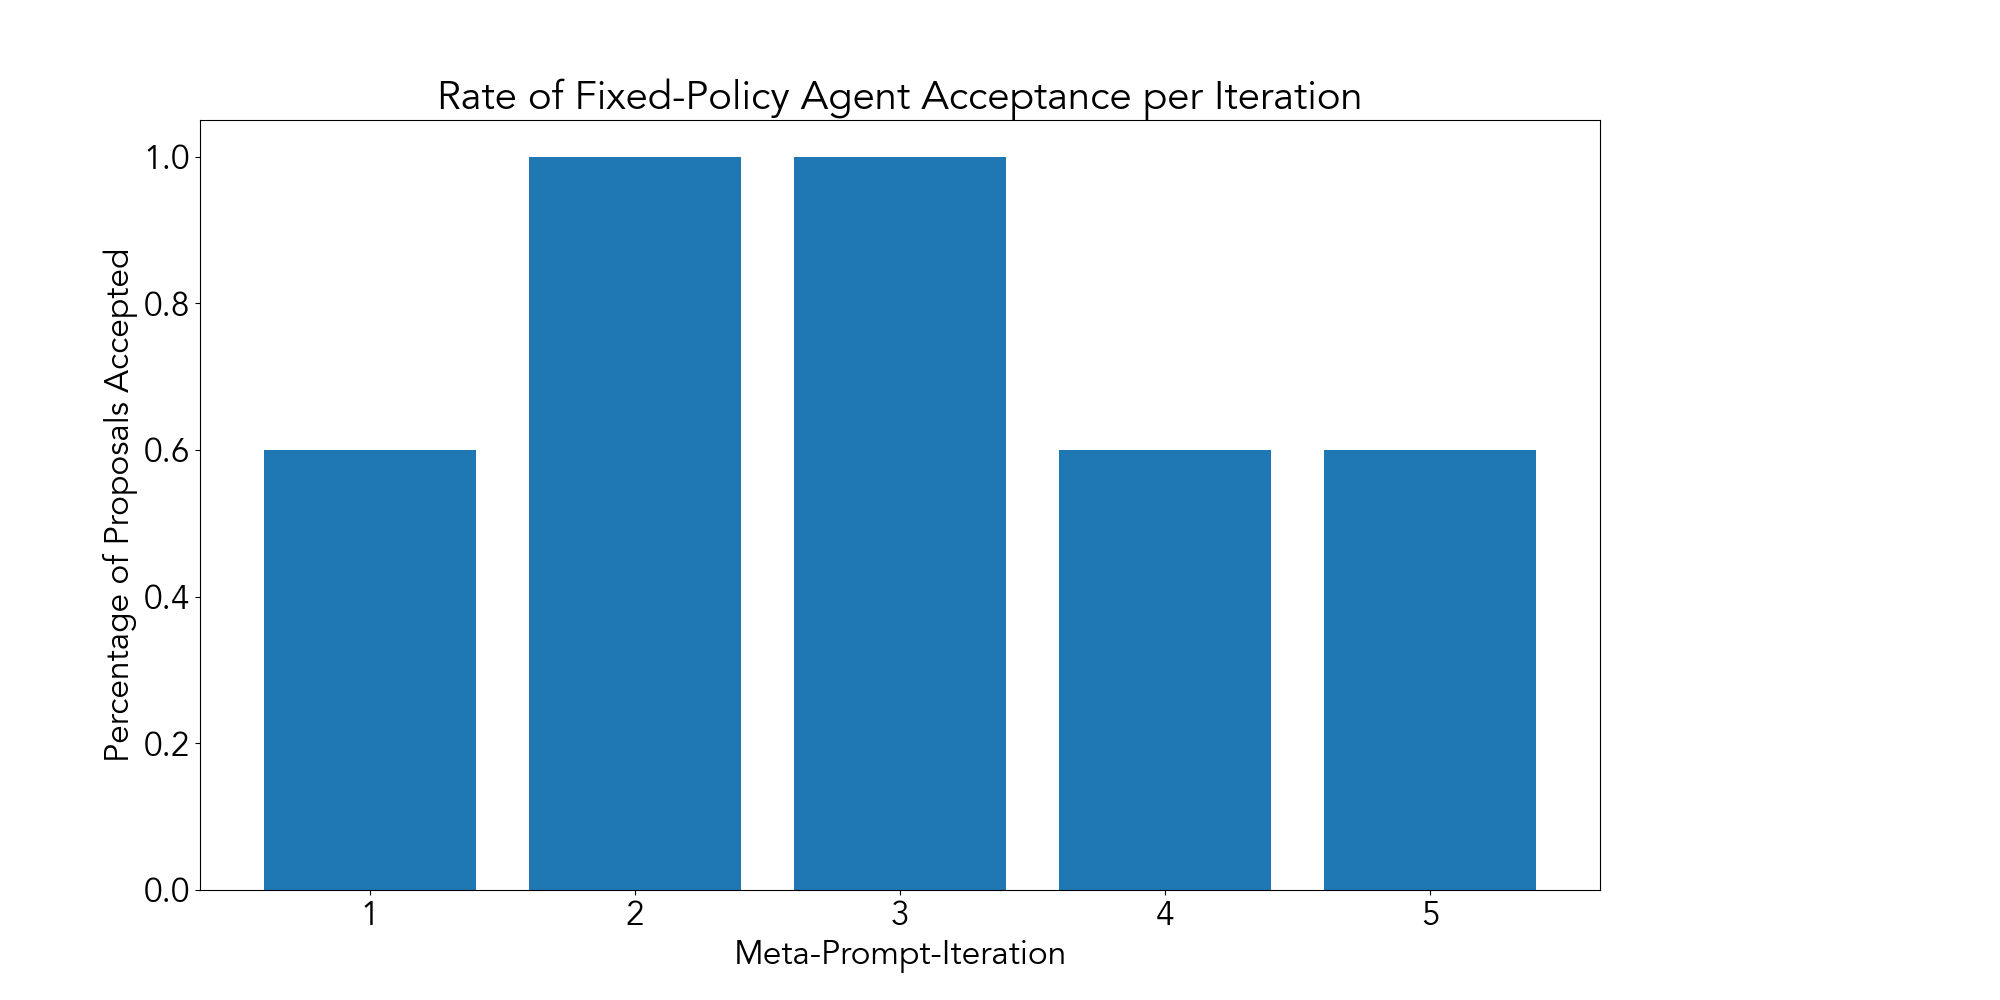 Rate of Fixed-Policy Agent Acceptance per Iteration
Percentage of Proposals Accepted
1.0
0.8
0.6
0.4
0.2
0.0
1 2 3 4 5
Meta-Prompt-Iteration